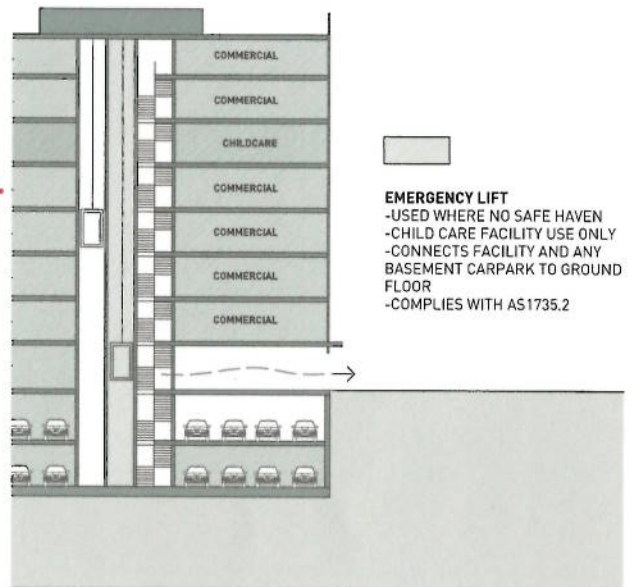 COMMERCIAL
COMMERCIAL
CHILDCARE
COMMERCIAL
COMMERCIAL
COMMERCIAL
COMMERCIAL
EMERGENCY LIFT
-USED WHERE NO SAFE HAVEN
-CHILD CARE FACILITY USE ONLY
-CONNECTS FACILITY AND ANY
BASEMENT CARPARK TO GROUND
FLOOR
-COMPLIES WITH AS1735.2